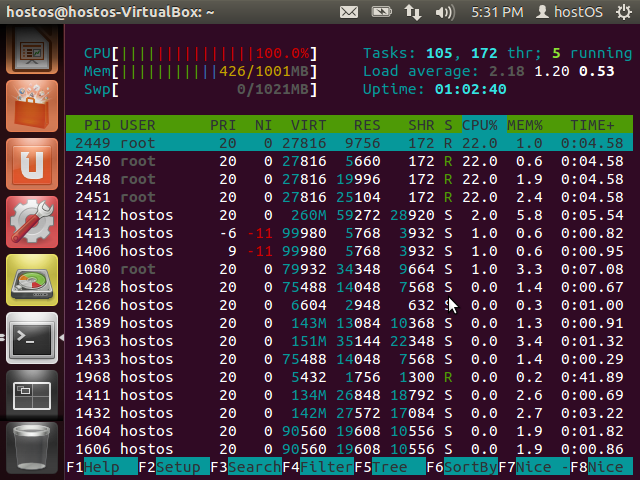 hostos@hostos-VirtualBox: ~ 5:31 PM hostOS
CPU[||||||||||||||||100.0%] Tasks: 105, 172 thr; 5 running
Mem[|||||||||||426/1001MB] Load average: 2.18 1.20 0.53
Swp[ 0/1021MB] Uptime: 01:02:40
PID USER PRI NI VIRT RES SHR S CPU% MEM% TIME+
2449 root 20 0 27816 9756 172 R 22.0 1.0 0:04.58
2450 root 20 0 27816 5660 172 R 22.0 0.6 0:04.58
2448 root 20 0 27816 19996 172 R 22.0 1.9 0:04.58
2451 root 20 0 27816 25104 172 R 22.0 2.4 0:04.58
1412 hostos 20 0 260M 59272 28920 S 2.0 5.8 0:05.54
1413 hostos -6 -11 99980 5768 3932 S 1.0 0.6 0:00.82
1406 hostos 9 -11 99980 5768 3932 S 1.0 0.6 0:00.95
1080 root 20 0 79932 34348 9664 S 1.0 3.3 0:07.08
1428 hostos 20 0 75488 14048 7568 S 0.0 1.4 0:00.67
1266 hostos 20 0 6604 2948 632 S 0.0 0.3 0:01.00
1389 hostos 20 0 143M 13084 10368 S 0.0 1.3 0:00.91
1963 hostos 20 0 151M 35144 22348 S 0.0 3.4 0:01.32
1433 hostos 20 0 75488 14048 7568 S 0.0 1.4 0:00.29
1968 hostos 20 0 5432 1756 1300 R 0.0 0.2 0:41.89
1411 hostos 20 0 134M 26848 18792 S 0.0 2.6 0:00.69
1432 hostos 20 0 142M 27572 17084 S 0.0 2.7 0:03.22
1604 hostos 20 0 90560 19608 10556 S 0.0 1.9 0:01.82
1606 hostos 20 0 90560 19608 10556 S 0.0 1.9 0:00.86
F1Help F2Setup F3Search F4Filter F5Tree F6SortBy F7Nice - F8Nice